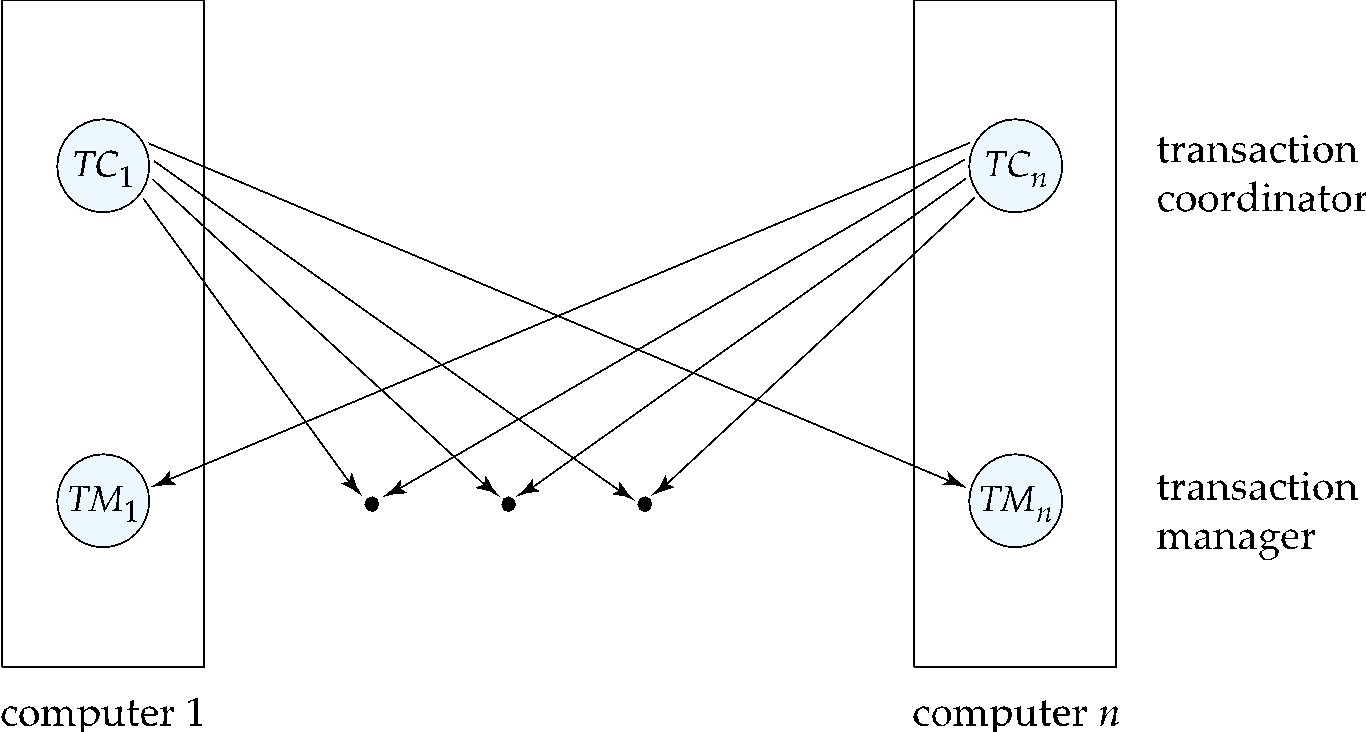 TC1
TCn
transaction
coordinator
TM1
TMn
transaction
manager
computer 1
computer n